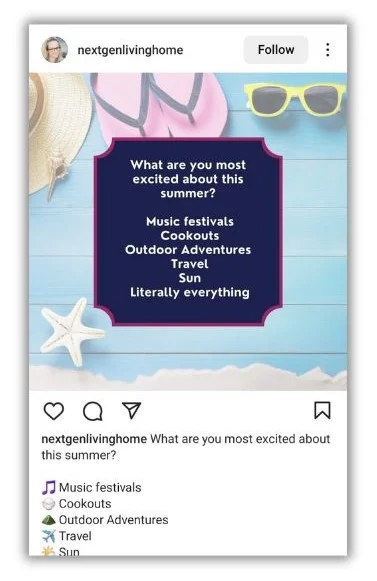 nextgenlivinghome
Follow
What are you most
excited about this
summer?
Music festivals
Cookouts
Outdoor Adventures
Travel
Sun
Literally everything
nextgenlivinghome What are you most excited about
this summer?
🎵 Music festivals
🍚 Cookouts
⛰️ Outdoor Adventures
✈️ Travel
☀️ Sun